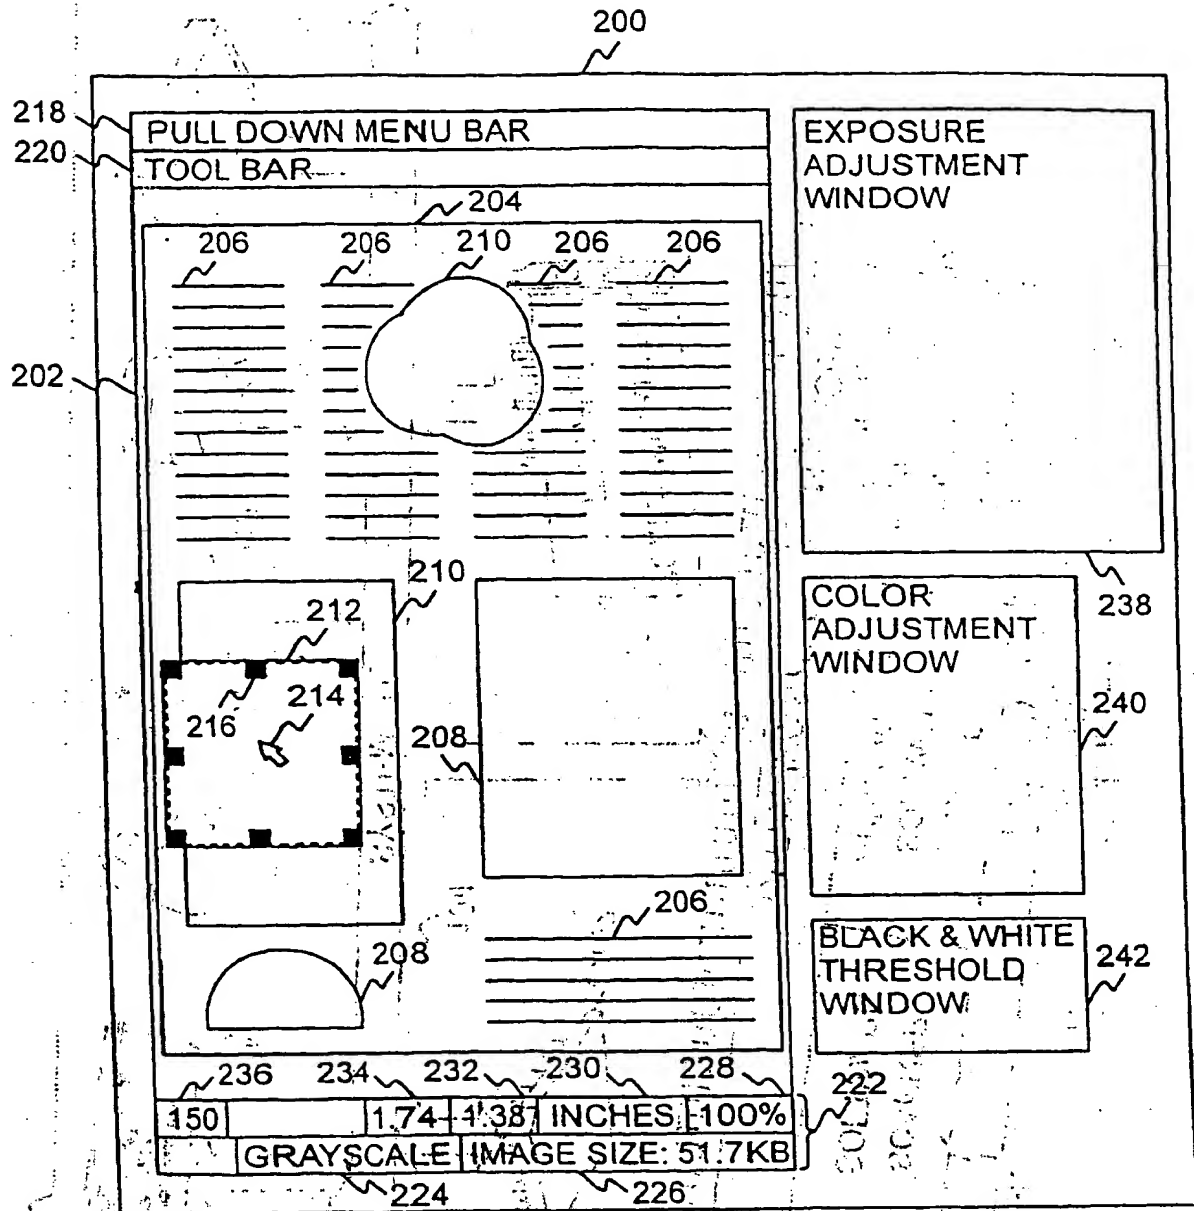 200
218
PULL DOWN MENU BAR
220
TOOL BAR
EXPOSURE
ADJUSTMENT
WINDOW
204
206 206 210 206 206
202
238
210
212
216 214
208
COLOR
ADJUSTMENT
WINDOW
240
206
208
BLACK & WHITE
THRESHOLD
WINDOW
242
236 234 232 230 228 222
150 1.74 1.38 INCHES 100%
GRAYSCALE IMAGE SIZE: 51.7KB
224 226